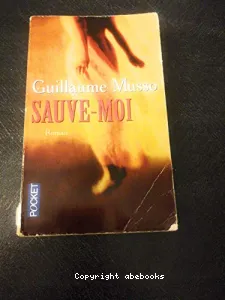 Guillaume Musso
SAUVE-MOI
Roman
POCKET
Copyright abebooks